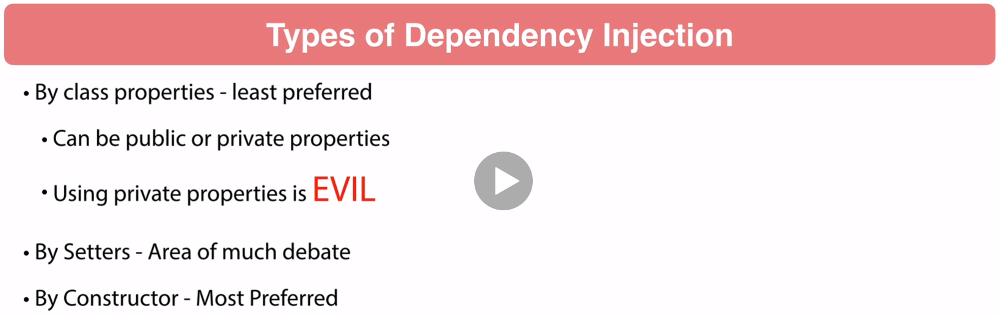 Types of Dependency Injection
• By class properties - least preferred
• Can be public or private properties
• Using private properties is EVIL
• By Setters - Area of much debate
• By Constructor - Most Preferred